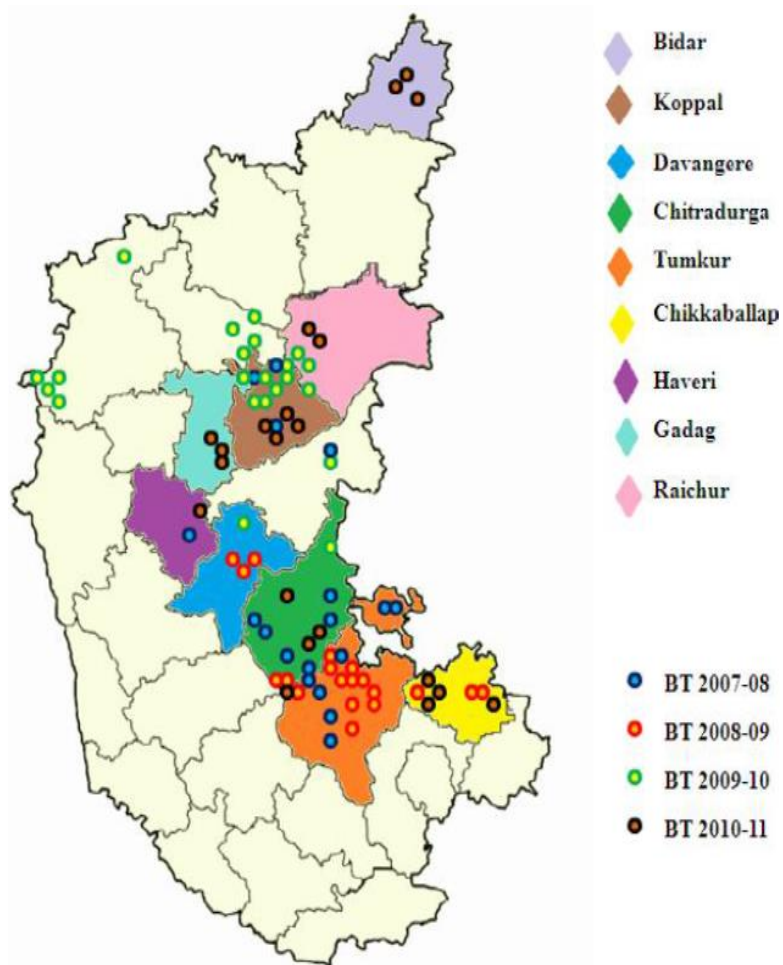 Bidar
Koppal
Davangere
Chitradurga
Tumkur
Chikkaballap
Haveri
Gadag
Raichur
BT 2007-08
BT 2008-09
BT 2009-10
BT 2010-11